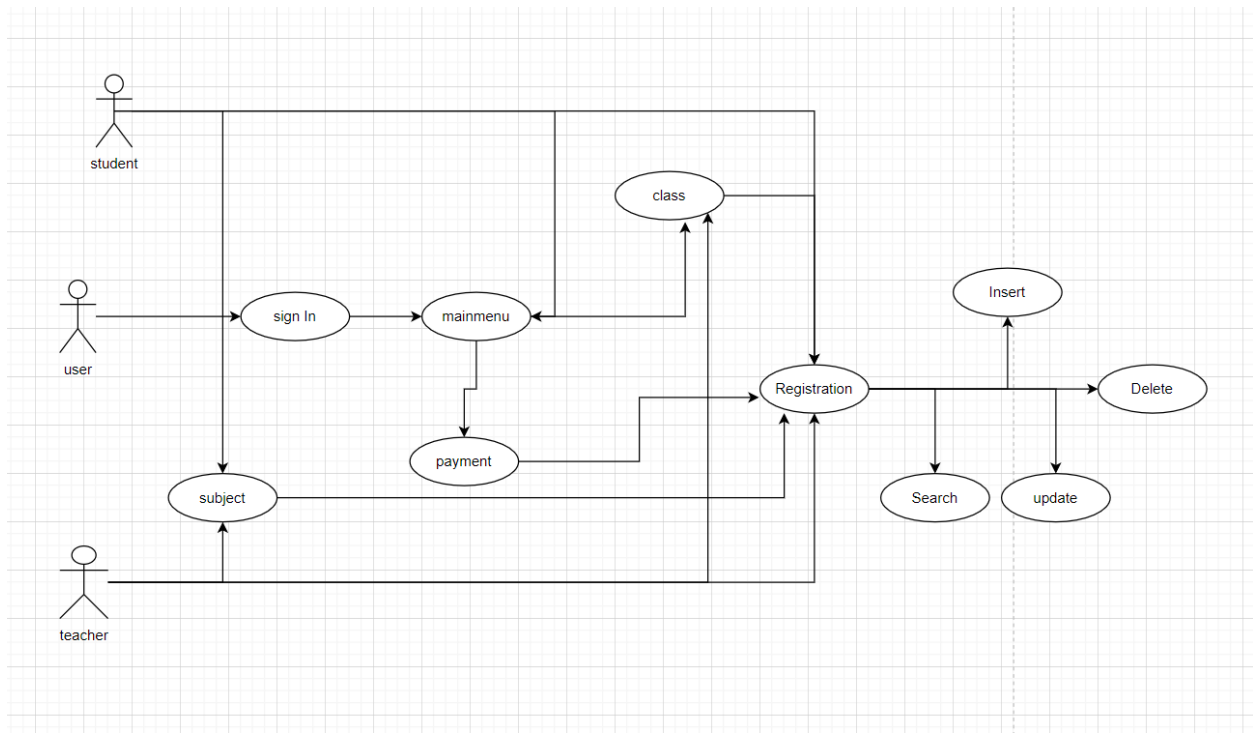 student
class
Insert
sign In
mainmenu
user
Registration
Delete
payment
subject
Search
update
teacher